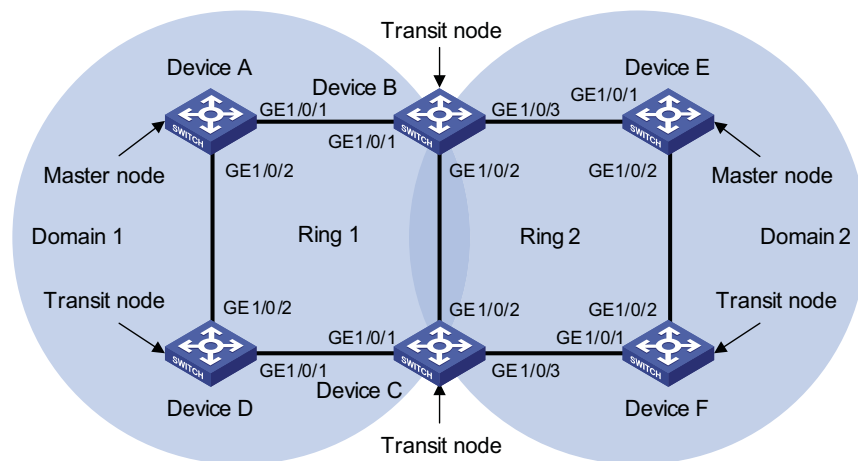 Transit node
Device A
Device B
Device E
GE1/0/1
GE1/0/3
GE1/0/1
SWITCH
SWITCH
SWITCH
GE1/0/1
Master node
GE1/0/2
GE1/0/2
GE1/0/2
Master node
Domain 1
Ring 1
Ring 2
Domain 2
Transit node
GE1/0/2
GE1/0/2
GE1/0/2
Transit node
GE1/0/1
GE1/0/1
SWITCH
SWITCH
SWITCH
GE1/0/1
GE1/0/3
Device D
Device C
Device F
Transit node